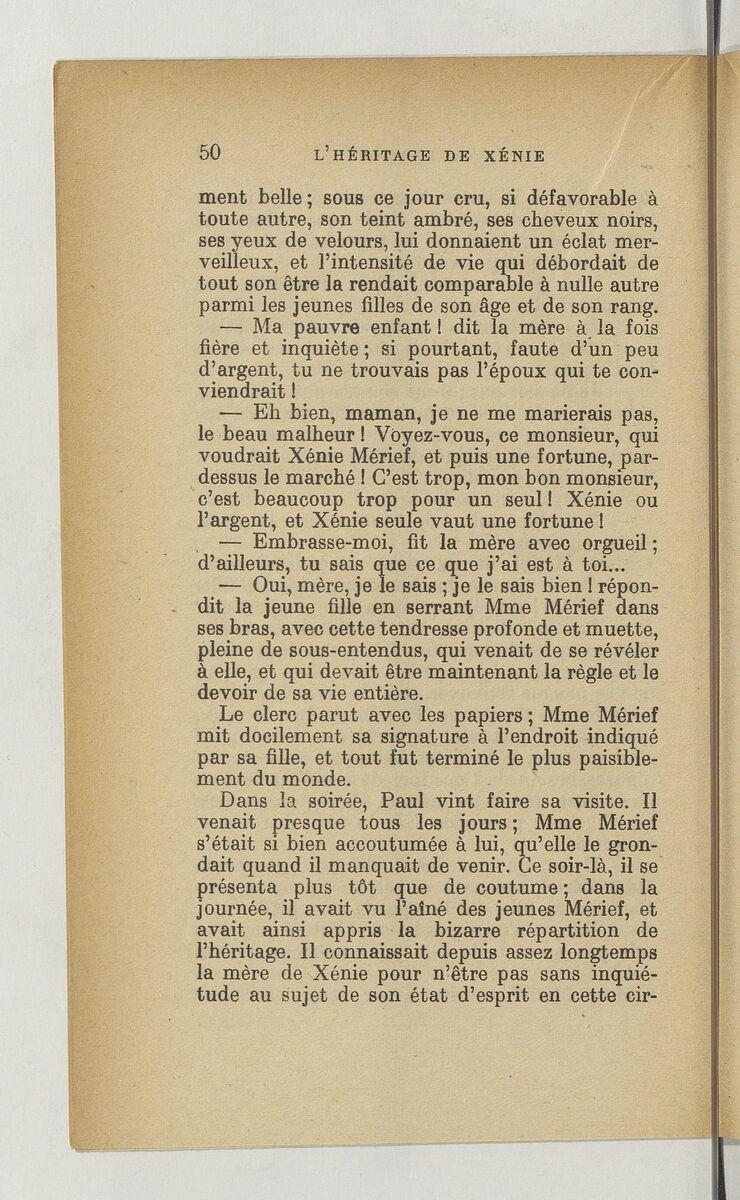 50 L'HÉRITAGE DE XÉNIE
ment belle ; sous ce jour cru, si défavorable à
toute autre, son teint ambré, ses cheveux noirs,
ses yeux de velours, lui donnaient un éclat mer-
veilleux, et l'intensité de vie qui débordait de
tout son être la rendait comparable à nulle autre
parmi les jeunes filles de son âge et de son rang.
— Ma pauvre enfant ! dit la mère à la fois
fière et inquiète ; si pourtant, faute d'un peu
d'argent, tu ne trouvais pas l'époux qui te con-
viendrait !
— Eh bien, maman, je ne me marierais pas,
le beau malheur ! Voyez-vous, ce monsieur, qui
voudrait Xénie Mérief, et puis une fortune, par-
dessus le marché ! C'est trop, mon bon monsieur,
c'est beaucoup trop pour un seul ! Xénie ou
l'argent, et Xénie seule vaut une fortune !
— Embrasse-moi, fit la mère avec orgueil ;
d'ailleurs, tu sais que ce que j'ai est à toi...
— Oui, mère, je le sais ; je le sais bien ! répon-
dit la jeune fille en serrant Mme Mérief dans
ses bras, avec cette tendresse profonde et muette,
pleine de sous-entendus, qui venait de se révéler
à elle, et qui devait être maintenant la règle et le
devoir de sa vie entière.
Le clerc parut avec les papiers ; Mme Mérief
mit docilement sa signature à l'endroit indiqué
par sa fille, et tout fut terminé le plus paisible-
ment du monde.
Dans la soirée, Paul vint faire sa visite. Il
venait presque tous les jours ; Mme Mérief
s'était si bien accoutumée à lui, qu'elle le gron-
dait quand il manquait de venir. Ce soir-là, il se
présenta plus tôt que de coutume ; dans la
journée, il avait vu l'aîné des jeunes Mérief, et
avait ainsi appris la bizarre répartition de
l'héritage. Il connaissait depuis assez longtemps
la mère de Xénie pour n'être pas sans inquié-
tude au sujet de son état d'esprit en cette cir-